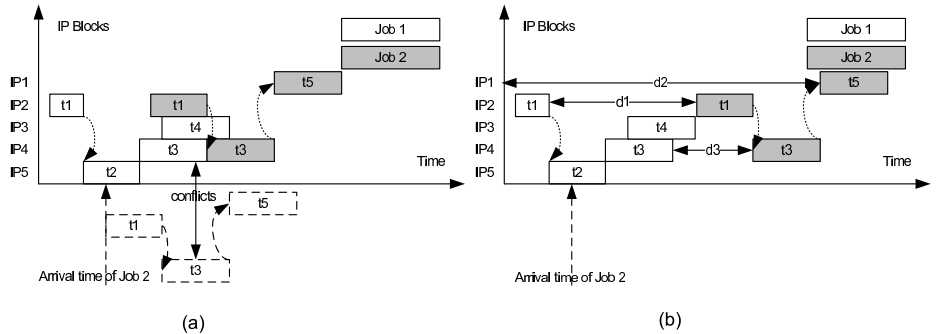 IP Blocks
Job 1
Job 2
IP1
t5
IP2
t1
t1
IP3
t4
IP4
t3
t3
Time
IP5
t2
conflicts
t5
t1
t3
Arrival time of Job 2
(a)
IP Blocks
Job 1
Job 2
IP1
d2
t5
IP2
t1
d1
t1
IP3
t4
IP4
t3
d3
t3
Time
IP5
t2
Arrival time of Job 2
(b)